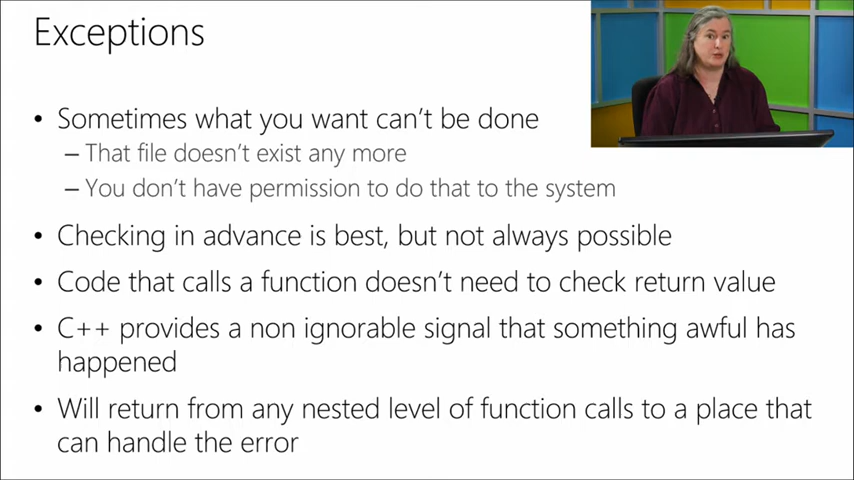 Exceptions
• Sometimes what you want can't be done
– That file doesn't exist any more
– You don't have permission to do that to the system
• Checking in advance is best, but not always possible
• Code that calls a function doesn't need to check return value
• C++ provides a non ignorable signal that something awful has
happened
• Will return from any nested level of function calls to a place that
can handle the error